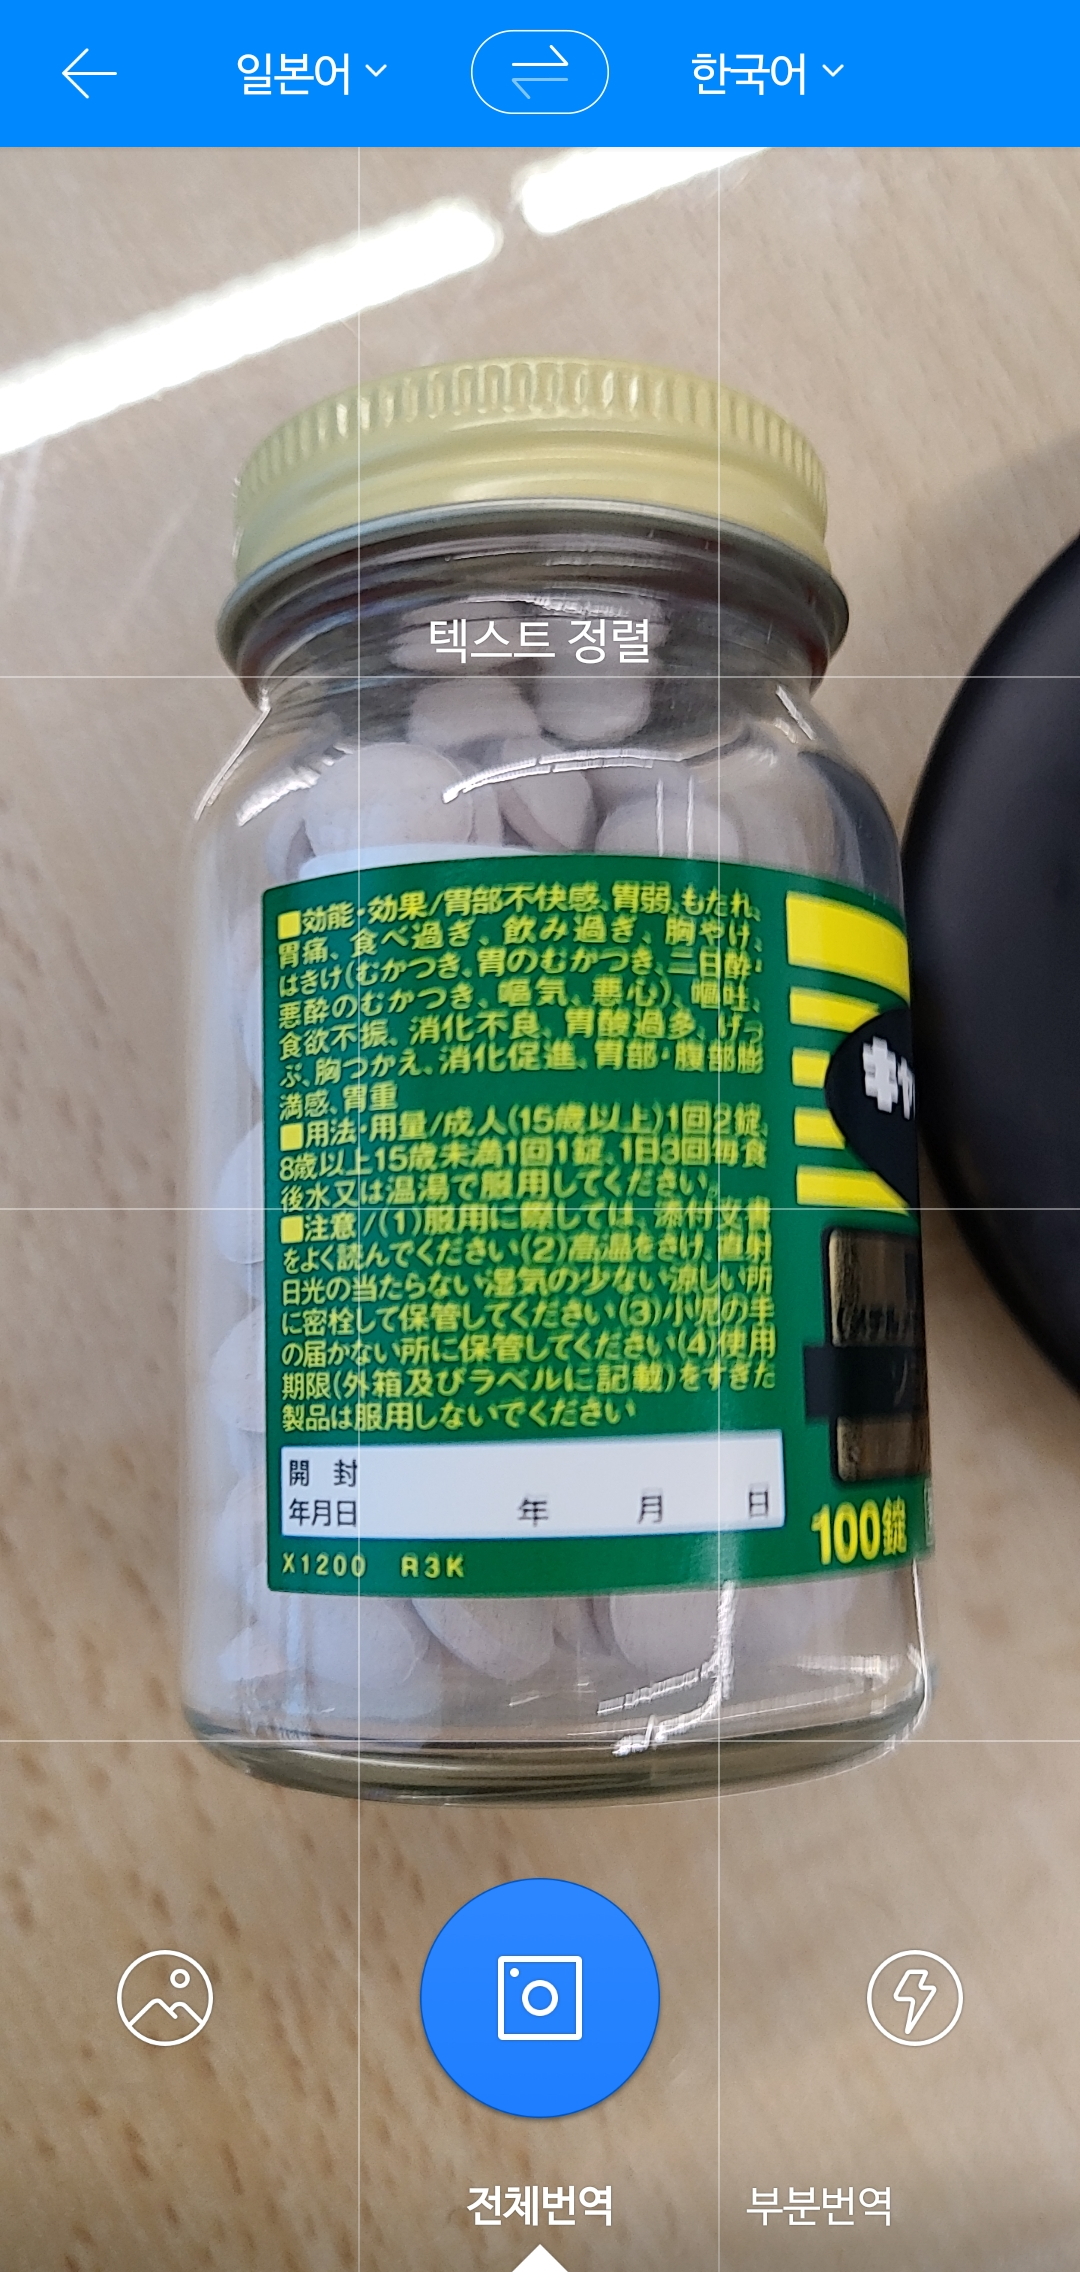 일본어
한국어
텍스트 정렬
■効能・効果/胃部不快感、胃弱、もたれ、
胃痛、食べ過ぎ、飲み過ぎ、胸やけ、
はきけ(むかつき、胃のむかつき、二日酔・
悪酔のむかつき、嘔気、悪心)、嘔吐、
食欲不振、消化不良、胃酸過多、げっ
ぷ、胸つかえ、消化促進、胃部・腹部膨
満感、胃重
■用法・用量/成人(15歳以上)1回2錠、
8歳以上15歳未満1回1錠、1日3回毎食
後水又は温湯で服用してください。
■注意/(1)服用に際しては、添付文書
をよく読んでください(2)高温をさけ、直射
日光の当たらない湿気の少ない涼しい所
に密栓して保管してください(3)小児の手
の届かない所に保管してください(4)使用
期限(外箱及びラベルに記載)をすぎた
製品は服用しないでください
開 封
年月日 年 月 日
X1200 R3K
キャ
100錠
전체번역
부분번역